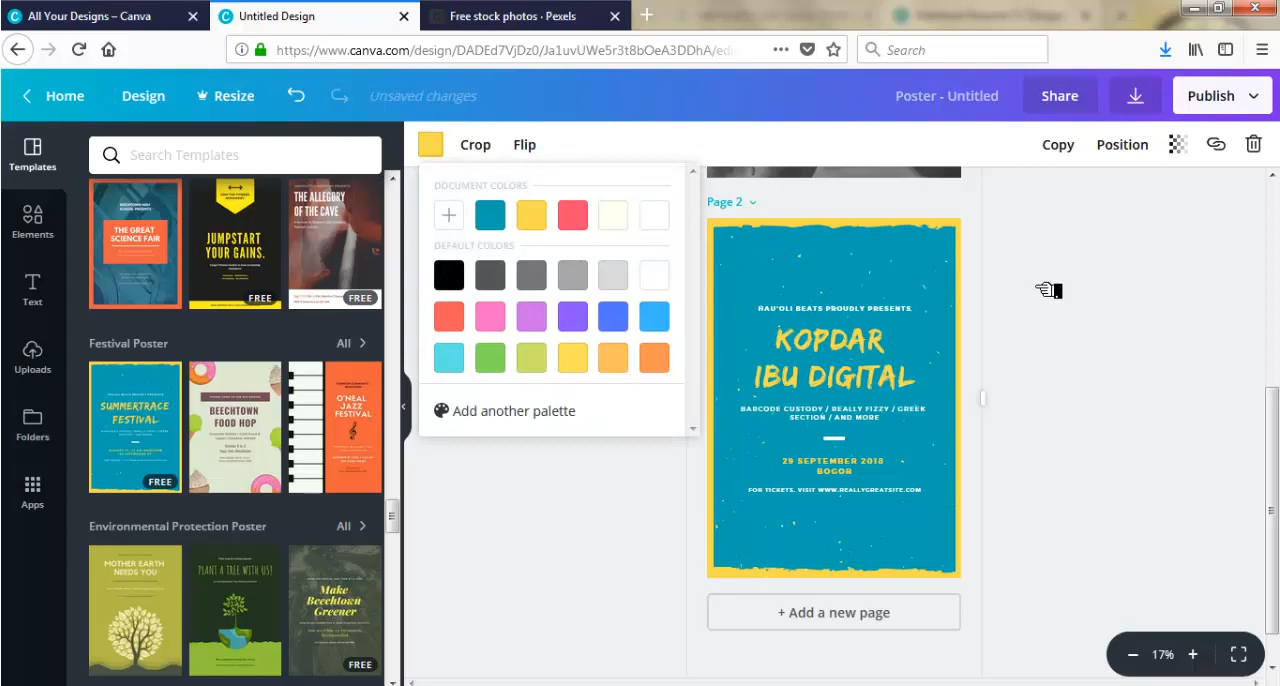 All Your Designs – Canva
Untitled Design
Free stock photos · Pexels
https://www.canva.com/design/DADEd7VjDz0/Ja1uvUWe5r3t8bOeA3DDhA/ed
Search
Home
Design
Resize
Unsaved changes
Poster - Untitled
Share
Publish
Templates
Elements
Text
Uploads
Folders
Apps
Search Templates
THE GREAT
SCIENCE FAIR
JUMPSTART
YOUR GAINS.
FREE
THE ALLEGORY
OF THE CAVE
FREE
Festival Poster
All
SUMMERTRACE
FESTIVAL
FREE
BEECHTOWN
FOOD HOP
O'NEAL
JAZZ
FESTIVAL
Environmental Protection Poster
All
MOTHER EARTH
NEEDS YOU
PLANT A TREE WITH US!
Make
Beechtown
Greener
FREE
Crop
Flip
Copy
Position
DOCUMENT COLORS
DEFAULT COLORS
Add another palette
Page 2
HAU'OLI BEATS PROUDLY PRESENTS
KOPDAR
IBU DIGITAL
BARCODE CUSTODY / REALLY FIZZY / GREEK
SECTION / AND MORE
29 SEPTEMBER 2018
BOGOR
FOR TICKETS, VISIT WWW.REALLYGREATSITE.COM
+ Add a new page
17%